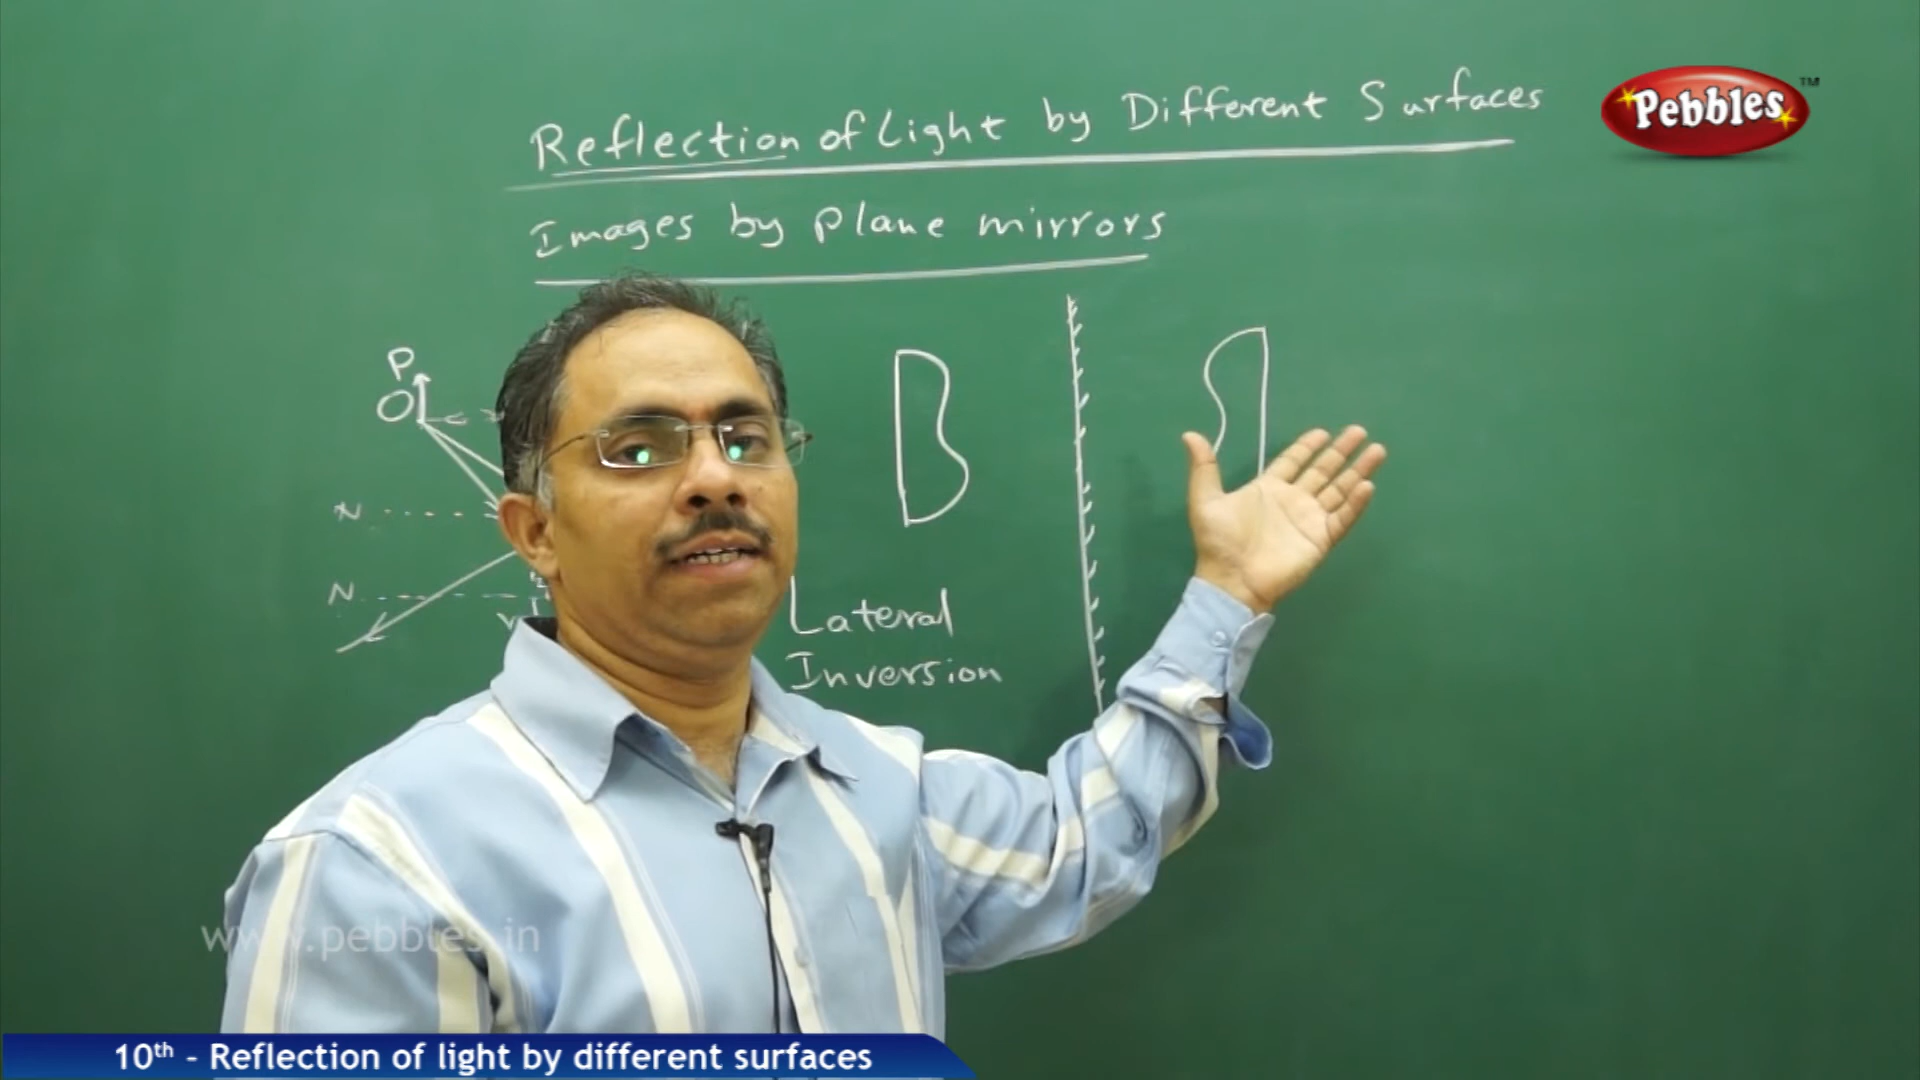 Reflection of Light by Different Surfaces
Pebbles™
Images by plane mirrors
P
O
N
N
Lateral
Inversion
www.pebbles.in
10th - Reflection of light by different surfaces